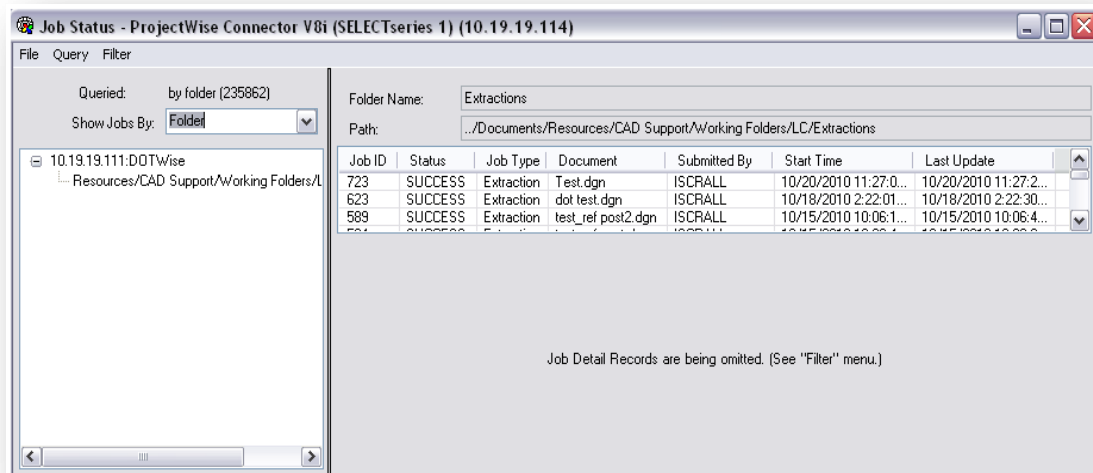 Job Status - ProjectWise Connector V8i (SELECTseries 1) (10.19.19.114)
File Query Filter
Queried: by folder (235862)
Show Jobs By: Folder
10.19.19.111:DOTWise
Resources/CAD Support/Working Folders/L
Folder Name: Extractions
Path: ../Documents/Resources/CAD Support/Working Folders/LC/Extractions
Job ID Status Job Type Document Submitted By Start Time Last Update
723 SUCCESS Extraction Test.dgn ISCRALL 10/20/2010 11:27:0... 10/20/2010 11:27:2...
623 SUCCESS Extraction dot test.dgn ISCRALL 10/18/2010 2:22:01... 10/18/2010 2:22:30...
589 SUCCESS Extraction test_ref post2.dgn ISCRALL 10/15/2010 10:06:1... 10/15/2010 10:06:4...
Job Detail Records are being omitted. (See "Filter" menu.)